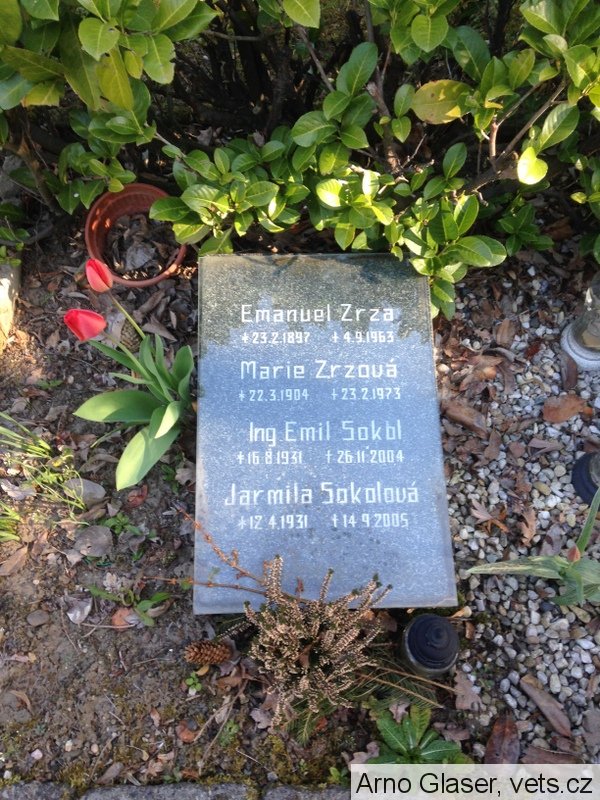 Emanuel Zrza
*23.2.1897 †4.9.1963
Marie Zrzová
*22.3.1904 †23.2.1973
Ing Emil Sokol
*16.8.1931 †26.11.2004
Jarmila Sokolová
*12.4.1931 †14.9.2005
Arno Glaser, vets.cz